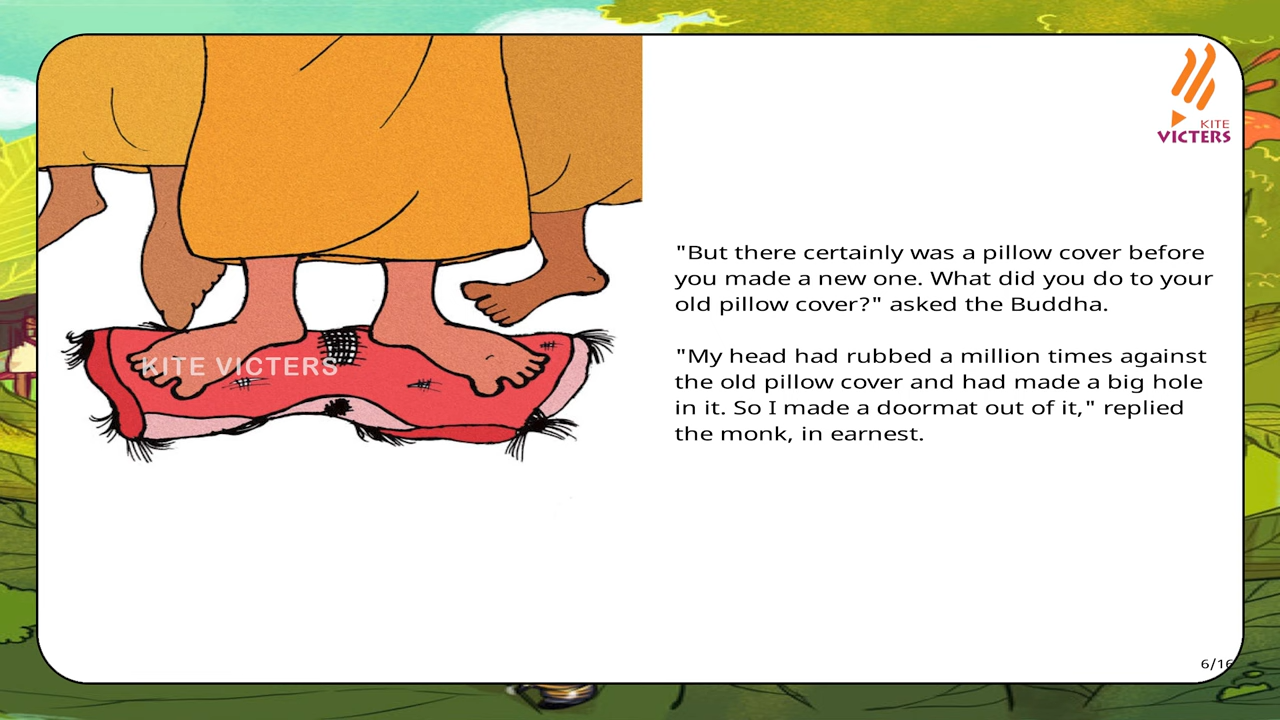 KITE
VICTERS
KITE VICTERS
"But there certainly was a pillow cover before
you made a new one. What did you do to your
old pillow cover?" asked the Buddha.
"My head had rubbed a million times against
the old pillow cover and had made a big hole
in it. So I made a doormat out of it," replied
the monk, in earnest.
6/16